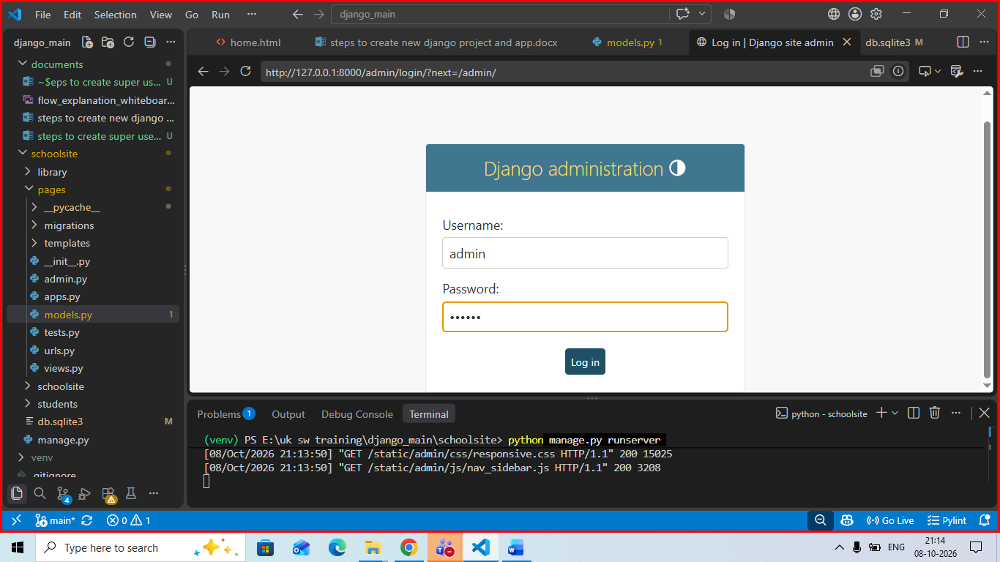 File Edit Selection View Go Run ··· django_main
django_main
home.html steps to create new django project and app.docx models.py 1 Log in | Django site admin db.sqlite3 M
http://127.0.0.1:8000/admin/login/?next=/admin/
documents
~$eps to create super us... U
flow_explanation_whiteboar...
steps to create new django ...
steps to create super use... U
schoolsite
library
pages
__pycache__
migrations
templates
__init__.py
admin.py
apps.py
models.py 1
tests.py
urls.py
views.py
schoolsite
students
db.sqlite3 M
manage.py
venv
.gitignore
Django administration
Username:
admin
Password:
••••••
Log in
Problems 1 Output Debug Console Terminal python - schoolsite
(venv) PS E:\uk sw training\django_main\schoolsite> python manage.py runserver
[08/Oct/2026 21:13:50] "GET /static/admin/css/responsive.css HTTP/1.1" 200 15025
[08/Oct/2026 21:13:50] "GET /static/admin/js/nav_sidebar.js HTTP/1.1" 200 3208
4
main* 0 1 Go Live Pylint
Type here to search
ENG
21:14
08-10-2026